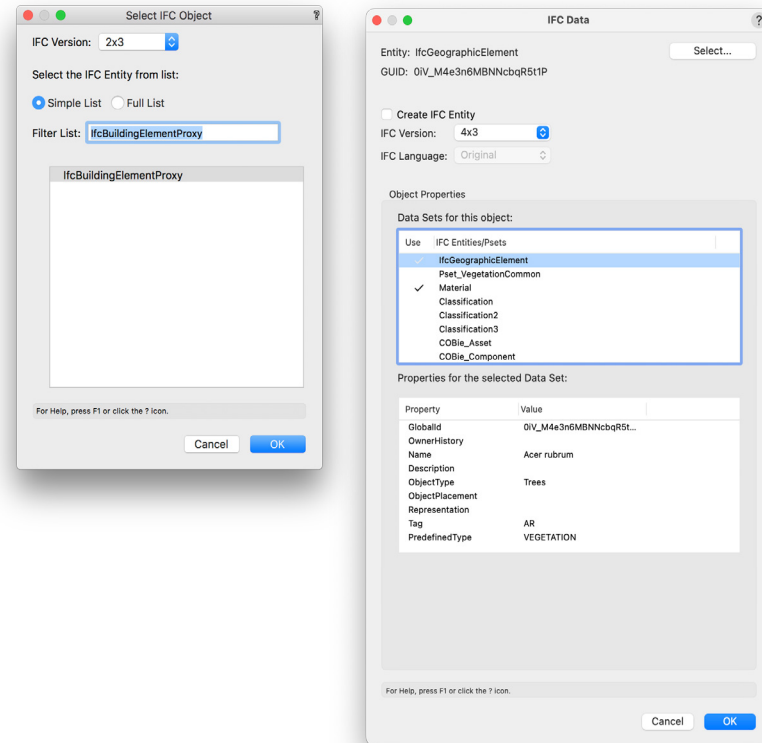 Select IFC Object
?
IFC Version: 2x3
Select the IFC Entity from list:
Simple List Full List
Filter List: IfcBuildingElementProxy
IfcBuildingElementProxy
For Help, press F1 or click the ? icon.
Cancel OK
IFC Data
?
Entity: IfcGeographicElement
Select...
GUID: 0iV_M4e3n6MBNNcbqR5t1P
Create IFC Entity
IFC Version: 4x3
IFC Language: Original
Object Properties
Data Sets for this object:
Use IFC Entities/Psets
IfcGeographicElement
Pset_VegetationCommon
Material
Classification
Classification2
Classification3
COBie_Asset
COBie_Component
Properties for the selected Data Set:
Property Value
GlobalId 0iV_M4e3n6MBNNcbqR5t...
OwnerHistory
Name Acer rubrum
Description
ObjectType Trees
ObjectPlacement
Representation
Tag AR
PredefinedType VEGETATION
For Help, press F1 or click the ? icon.
Cancel OK